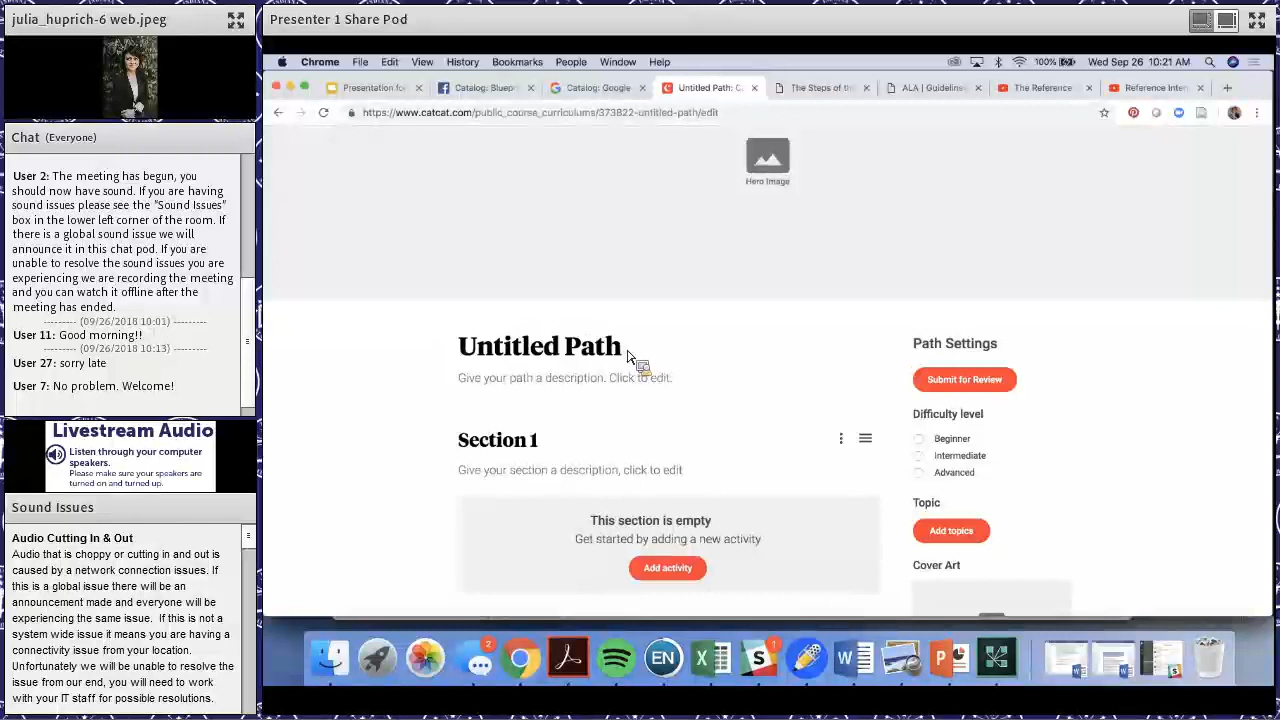 julia_huprich-6 web.jpeg
Chat (Everyone)
User 2: The meeting has begun, you
should now have sound. If you are having
sound issues please see the "Sound Issues"
box in the lower left corner of the room. If
there is a global sound issue we will
announce it in this chat pod. If you are
unable to resolve the sound issues you are
experiencing we are recording the meeting
and you can watch it offline after the
meeting has ended.
--------- (09/26/2018 10:01) ---------
User 11: Good morning!!
--------- (09/26/2018 10:13) ---------
User 27: sorry late
User 7: No problem. Welcome!
Livestream Audio
Listen through your computer
speakers.
Please make sure your speakers are
turned on and turned up.
Sound Issues
Audio Cutting In & Out
Audio that is choppy or cutting in and out is
caused by a network connection issues. If
this is a global issue there will be an
announcement made and everyone will be
experiencing the same issue. If this is not a
system wide issue it means you are having a
connectivity issue from your location.
Unfortunately we will be unable to resolve the
issue from our end, you will need to work
with your IT staff for possible resolutions.
Presenter 1 Share Pod
Chrome File Edit View History Bookmarks People Window Help 100% Wed Sep 26 10:21 AM
Presentation fo Catalog: Bluep Catalog: Google Untitled Path: C The Steps of th ALA | Guideline The Reference Reference Inter
https://www.catcat.com/public_course_curriculums/373822-untitled-path/edit
Hero Image
Untitled Path
Give your path a description. Click to edit.
Section 1
Give your section a description, click to edit
This section is empty
Get started by adding a new activity
Add activity
Path Settings
Submit for Review
Difficulty level
Beginner
Intermediate
Advanced
Topic
Add topics
Cover Art
2
EN
1